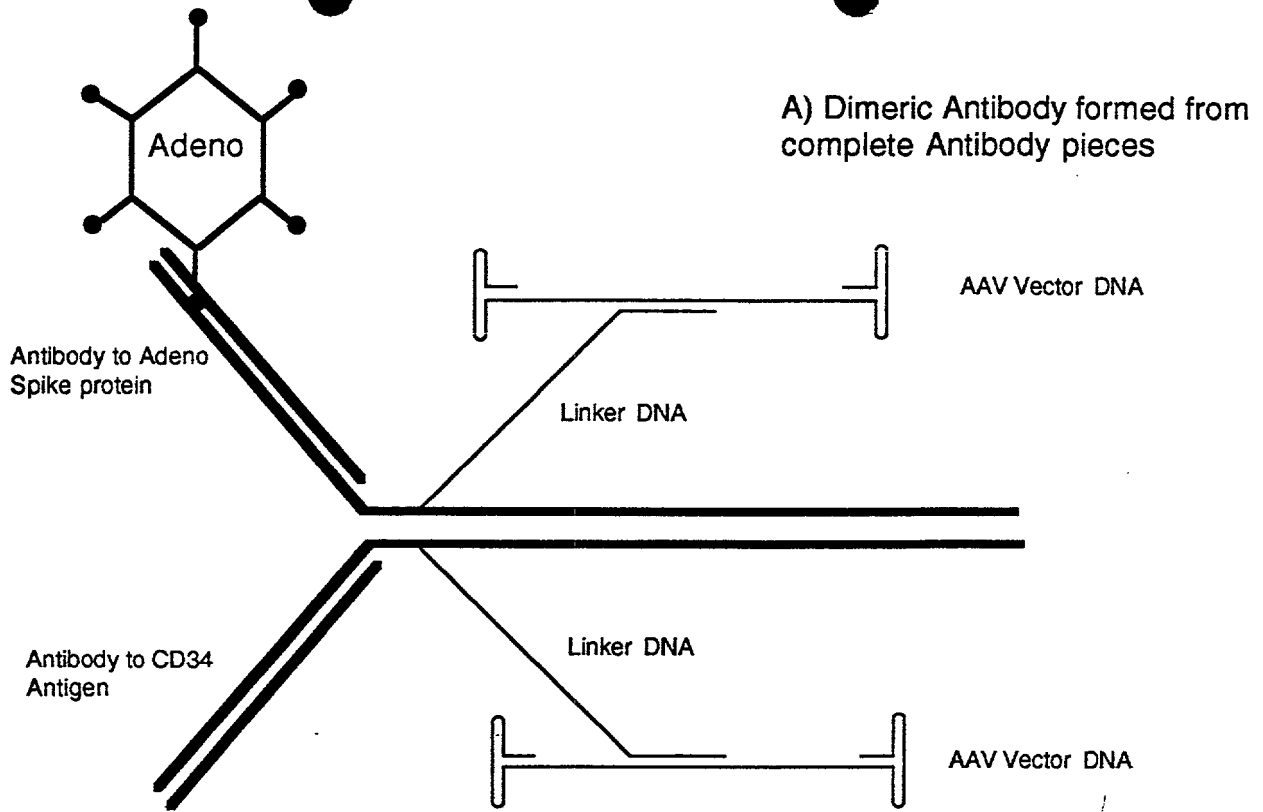 Adeno
A) Dimeric Antibody formed from
complete Antibody pieces
AAV Vector DNA
Antibody to Adeno
Spike protein
Linker DNA
Antibody to CD34
Antigen
Linker DNA
AAV Vector DNA